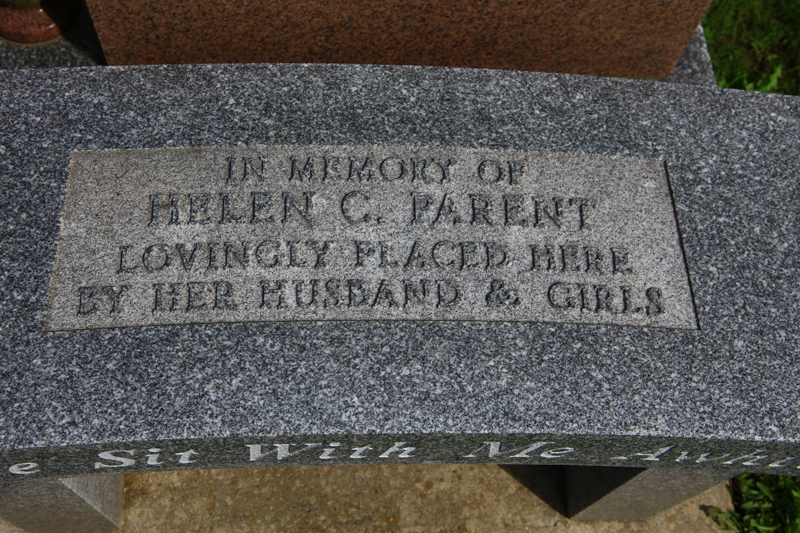 IN MEMORY OF
HELEN C. PARENT
LOVINGLY PLACED HERE
BY HER HUSBAND & GIRLS
Sit With Me